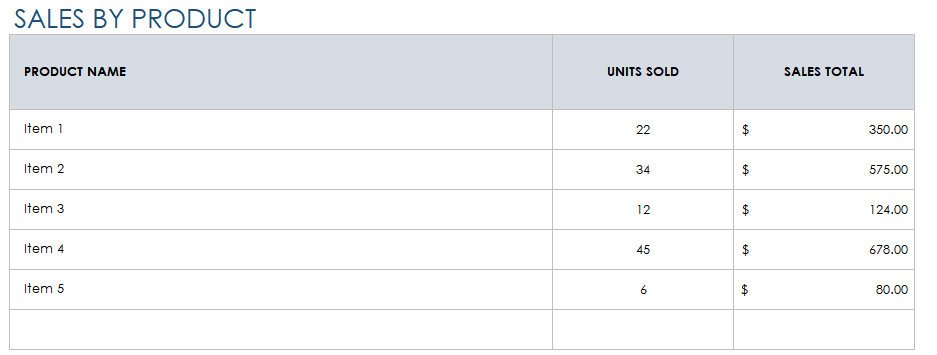 SALES BY PRODUCT
PRODUCT NAME UNITS SOLD SALES TOTAL
Item 1 22 $ 350.00
Item 2 34 $ 575.00
Item 3 12 $ 124.00
Item 4 45 $ 678.00
Item 5 6 $ 80.00